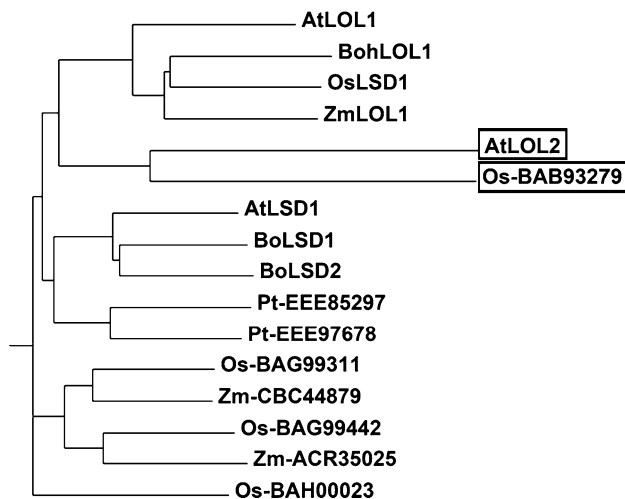 AtLOL1
BohLOL1
OsLSD1
ZmLOL1
AtLOL2
Os-BAB93279
AtLSD1
BoLSD1
BoLSD2
Pt-EEE85297
Pt-EEE97678
Os-BAG99311
Zm-CBC44879
Os-BAG99442
Zm-ACR35025
Os-BAH00023